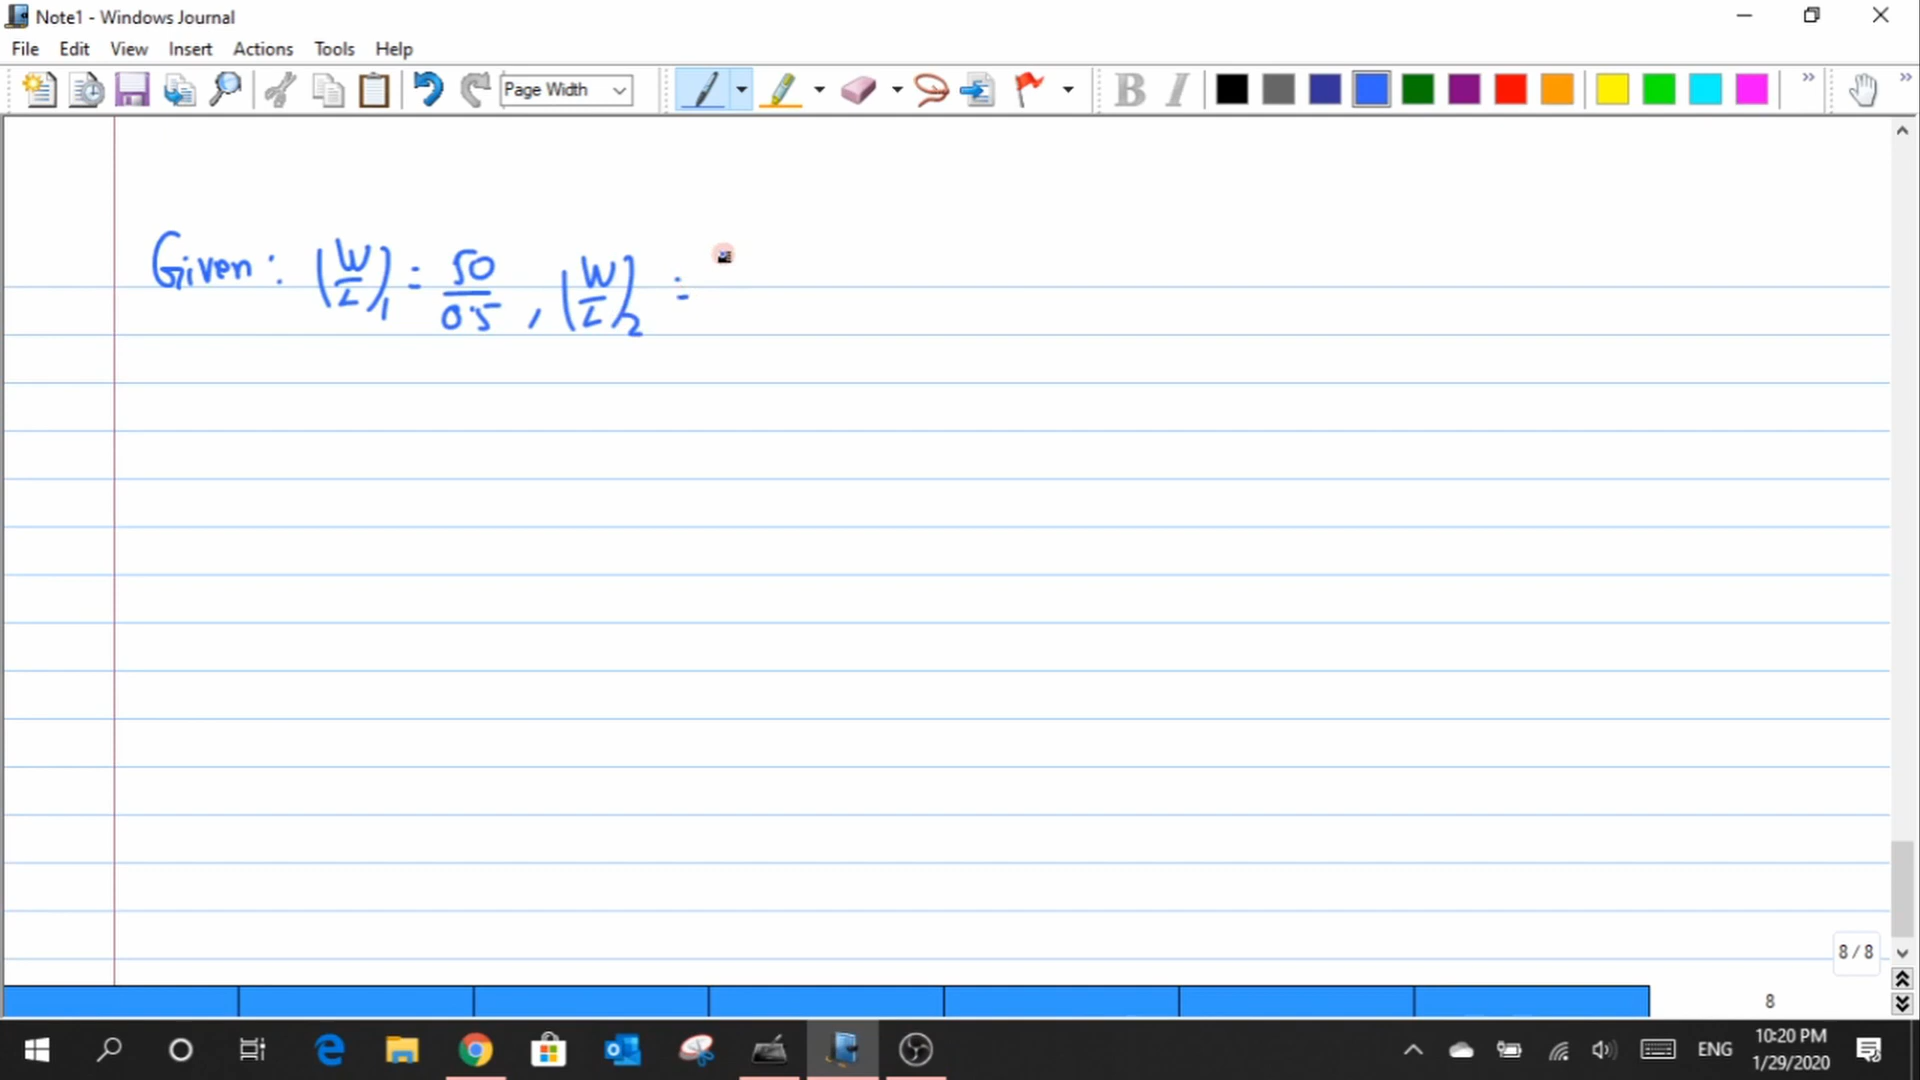 Note1 - Windows Journal
File Edit View Insert Actions Tools Help
Page Width B I
Given : (W/L)1 = 50/0.5 , (W/L)2 =
8 / 8
8
ENG 10:20 PM
1/29/2020